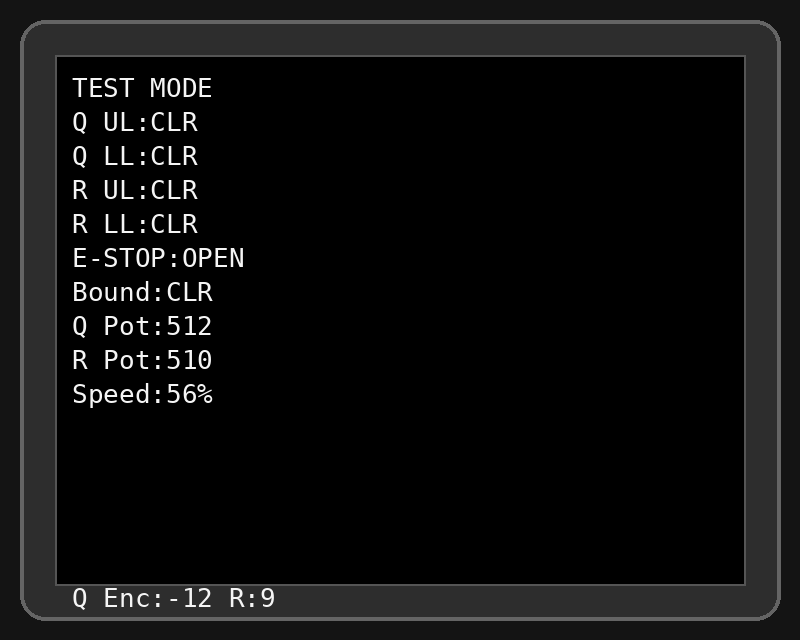 TEST MODE
Q UL:CLR
Q LL:CLR
R UL:CLR
R LL:CLR
E-STOP:OPEN
Bound:CLR
Q Pot:512
R Pot:510
Speed:56%
Q Enc:-12 R:9